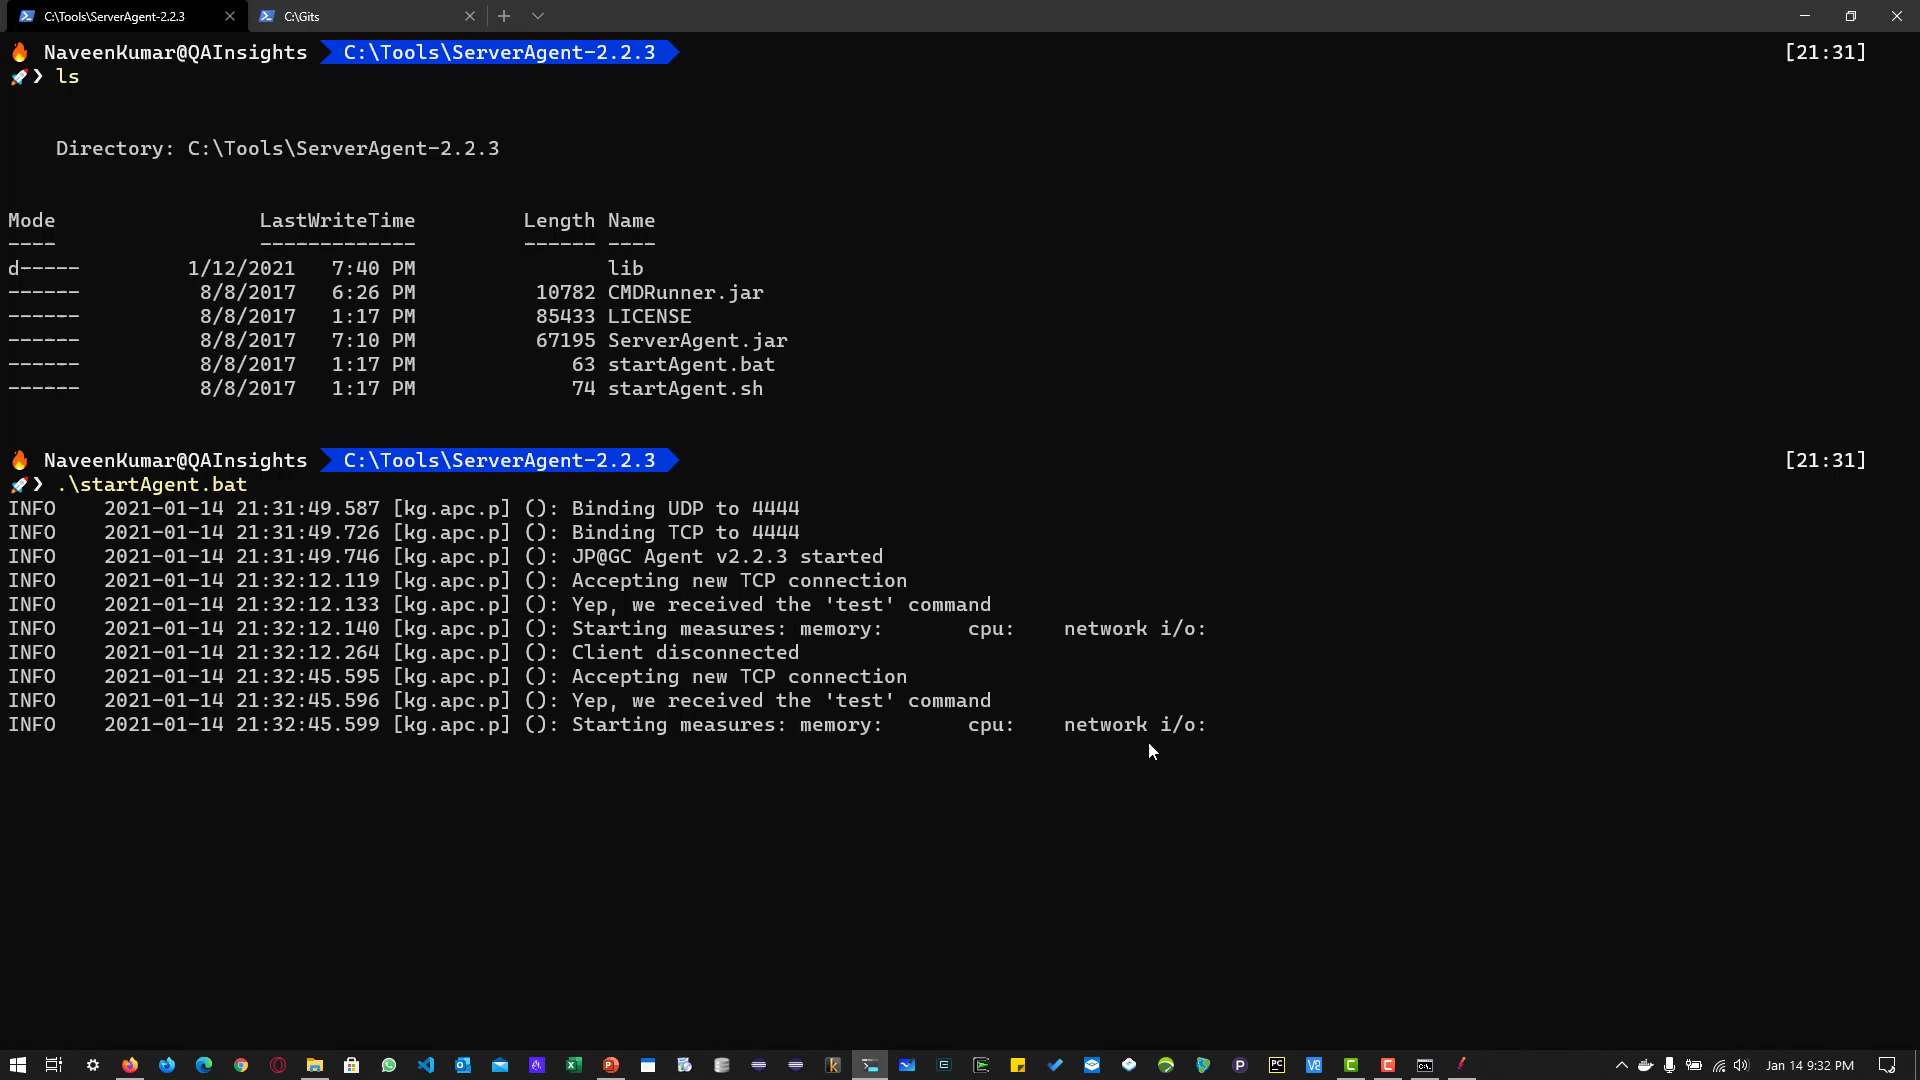 C:\Tools\ServerAgent-2.2.3
C:\Gits
NaveenKumar@QAInsights C:\Tools\ServerAgent-2.2.3 [21:31]
❯ ls
Directory: C:\Tools\ServerAgent-2.2.3
Mode LastWriteTime Length Name
---- ------------- ------ ----
d----- 1/12/2021 7:40 PM lib
------ 8/8/2017 6:26 PM 10782 CMDRunner.jar
------ 8/8/2017 1:17 PM 85433 LICENSE
------ 8/8/2017 7:10 PM 67195 ServerAgent.jar
------ 8/8/2017 1:17 PM 63 startAgent.bat
------ 8/8/2017 1:17 PM 74 startAgent.sh
NaveenKumar@QAInsights C:\Tools\ServerAgent-2.2.3 [21:31]
❯ .\startAgent.bat
INFO 2021-01-14 21:31:49.587 [kg.apc.p] (): Binding UDP to 4444
INFO 2021-01-14 21:31:49.726 [kg.apc.p] (): Binding TCP to 4444
INFO 2021-01-14 21:31:49.746 [kg.apc.p] (): JP@GC Agent v2.2.3 started
INFO 2021-01-14 21:32:12.119 [kg.apc.p] (): Accepting new TCP connection
INFO 2021-01-14 21:32:12.133 [kg.apc.p] (): Yep, we received the 'test' command
INFO 2021-01-14 21:32:12.140 [kg.apc.p] (): Starting measures: memory: cpu: network i/o:
INFO 2021-01-14 21:32:12.264 [kg.apc.p] (): Client disconnected
INFO 2021-01-14 21:32:45.595 [kg.apc.p] (): Accepting new TCP connection
INFO 2021-01-14 21:32:45.596 [kg.apc.p] (): Yep, we received the 'test' command
INFO 2021-01-14 21:32:45.599 [kg.apc.p] (): Starting measures: memory: cpu: network i/o:
Jan 14 9:32 PM